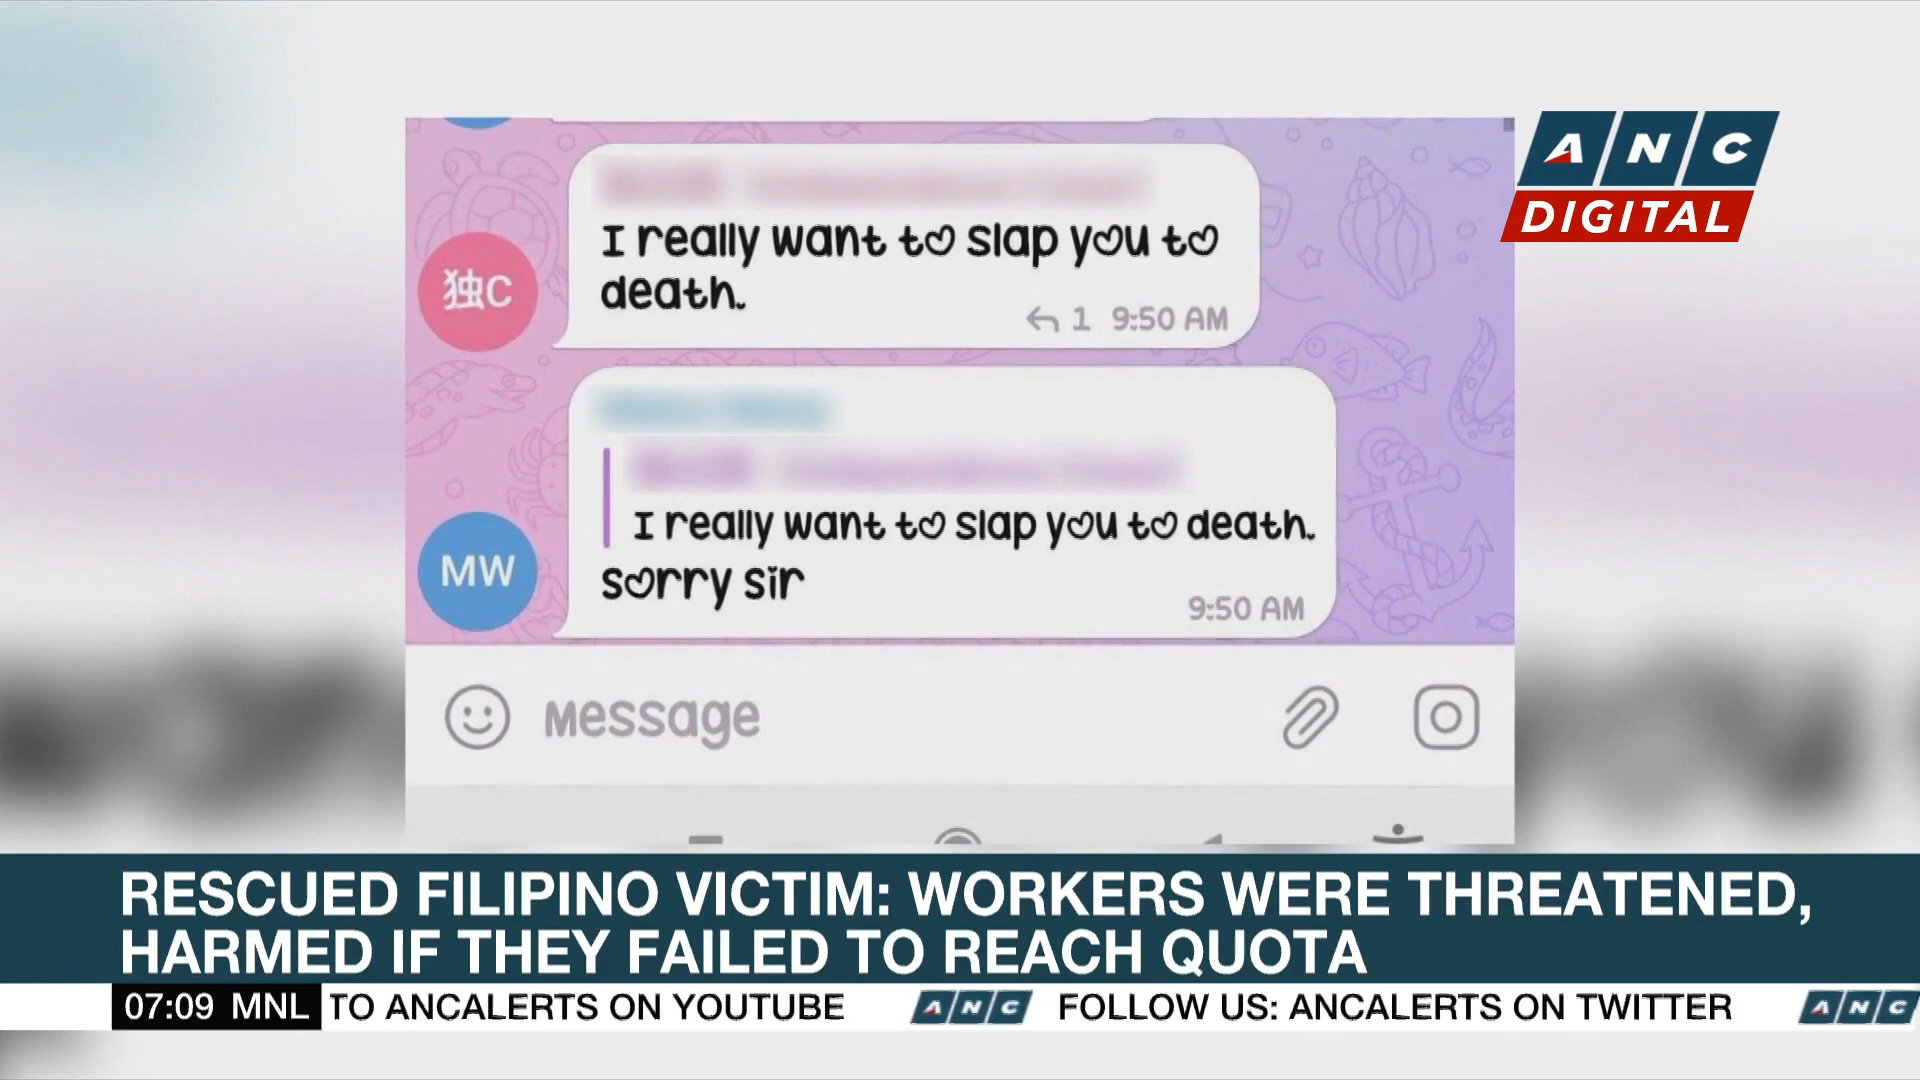 ANC
DIGITAL
I really want to slap you to
death.
1 9:50 AM
独C
I really want to slap you to death.
sorry sir
9:50 AM
MW
Message
RESCUED FILIPINO VICTIM: WORKERS WERE THREATENED,
HARMED IF THEY FAILED TO REACH QUOTA
07:09 MNL TO ANCALERTS ON YOUTUBE ANC FOLLOW US: ANCALERTS ON TWITTER ANC